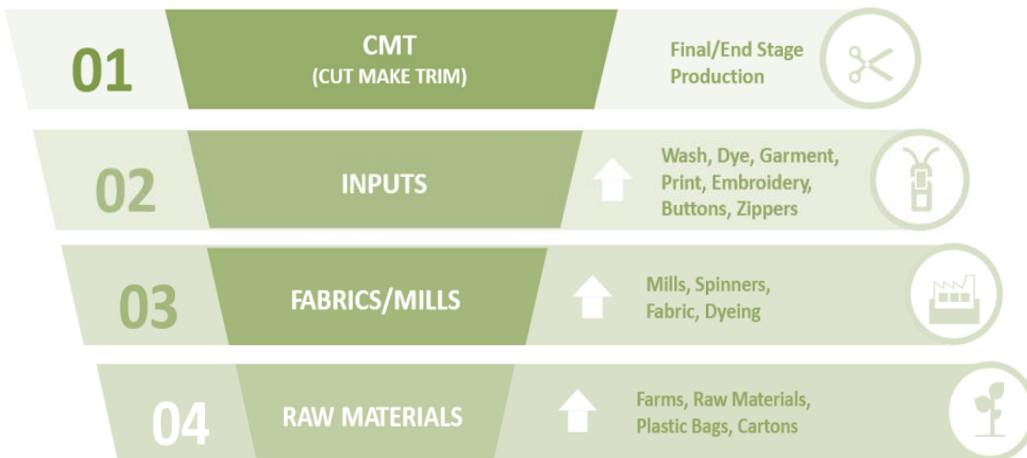 01
CMT
(CUT MAKE TRIM)
Final/End Stage
Production
02
INPUTS
Wash, Dye, Garment,
Print, Embroidery,
Buttons, Zippers
03
FABRICS/MILLS
Mills, Spinners,
Fabric, Dyeing
04
RAW MATERIALS
Farms, Raw Materials,
Plastic Bags, Cartons